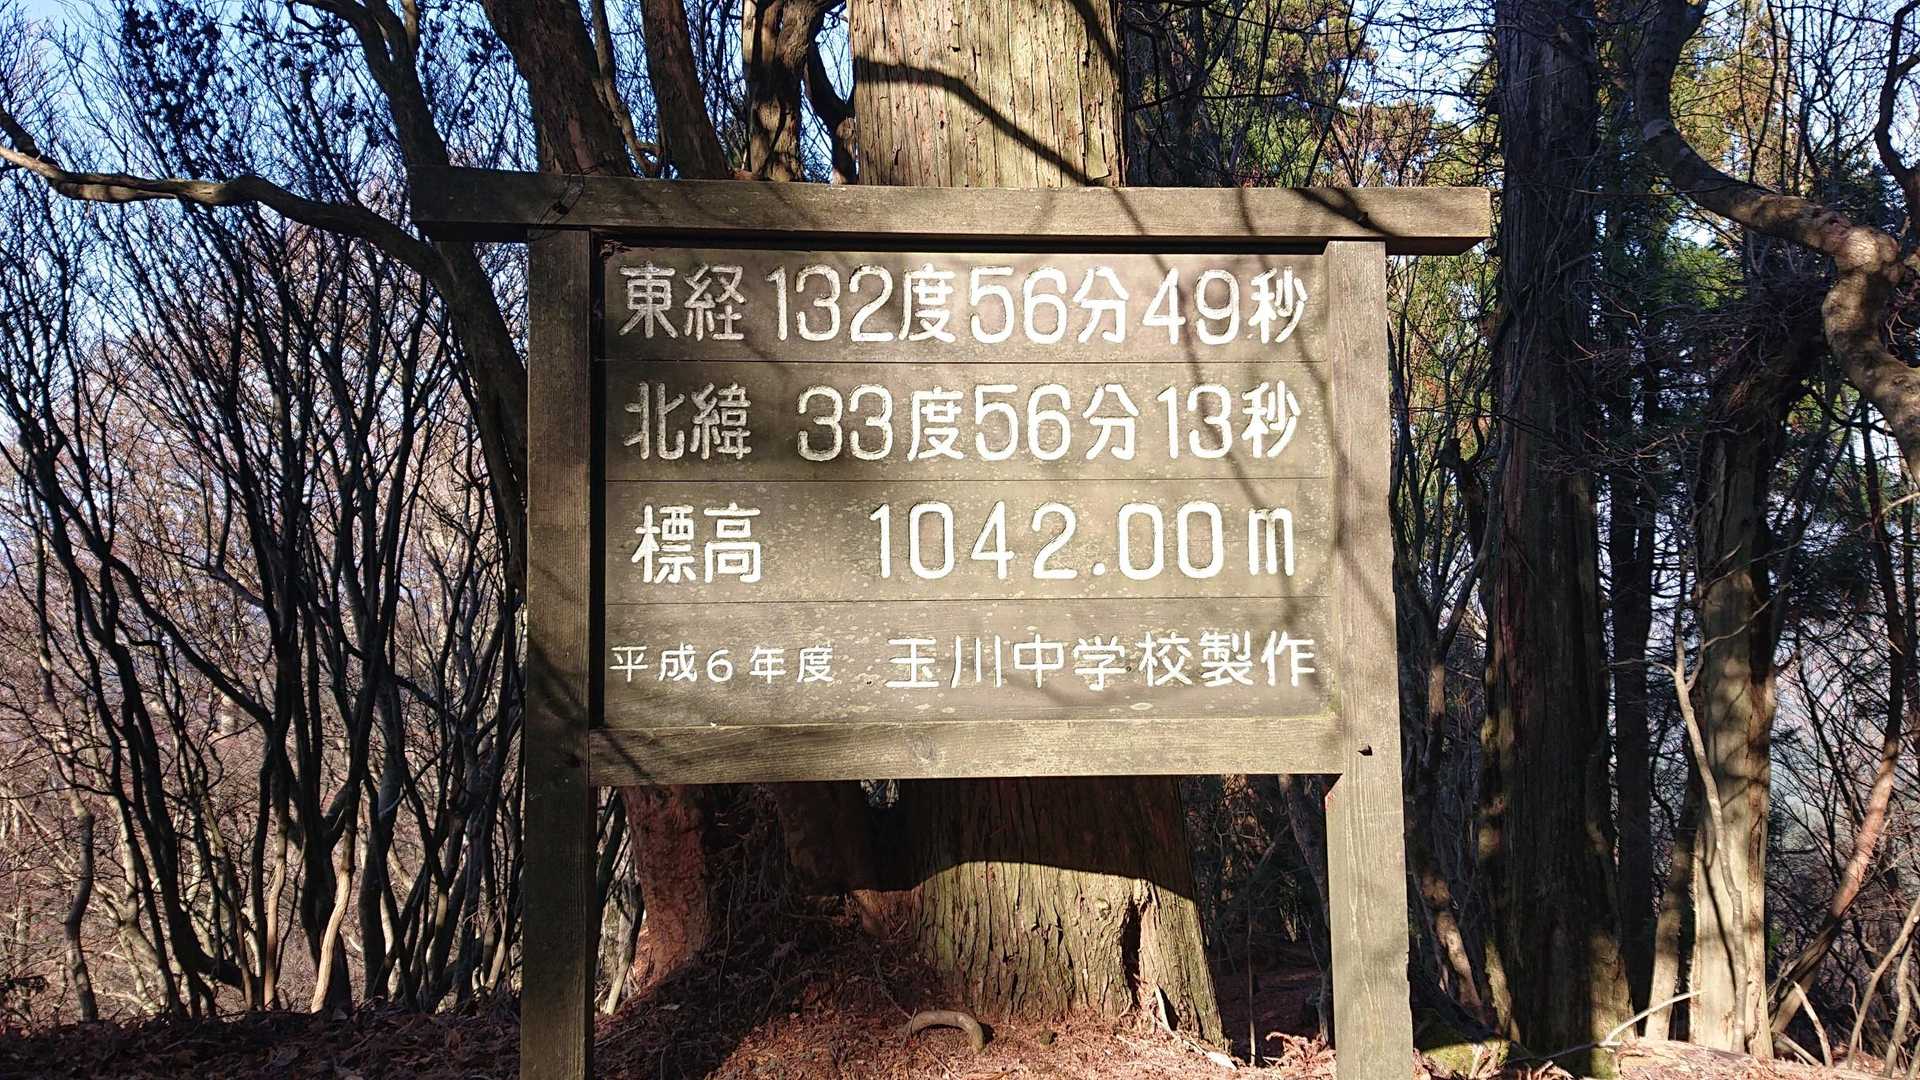 東経132度56分49秒
北緯 33度56分13秒
標高 1042.00m
平成6年度 玉川中学校製作